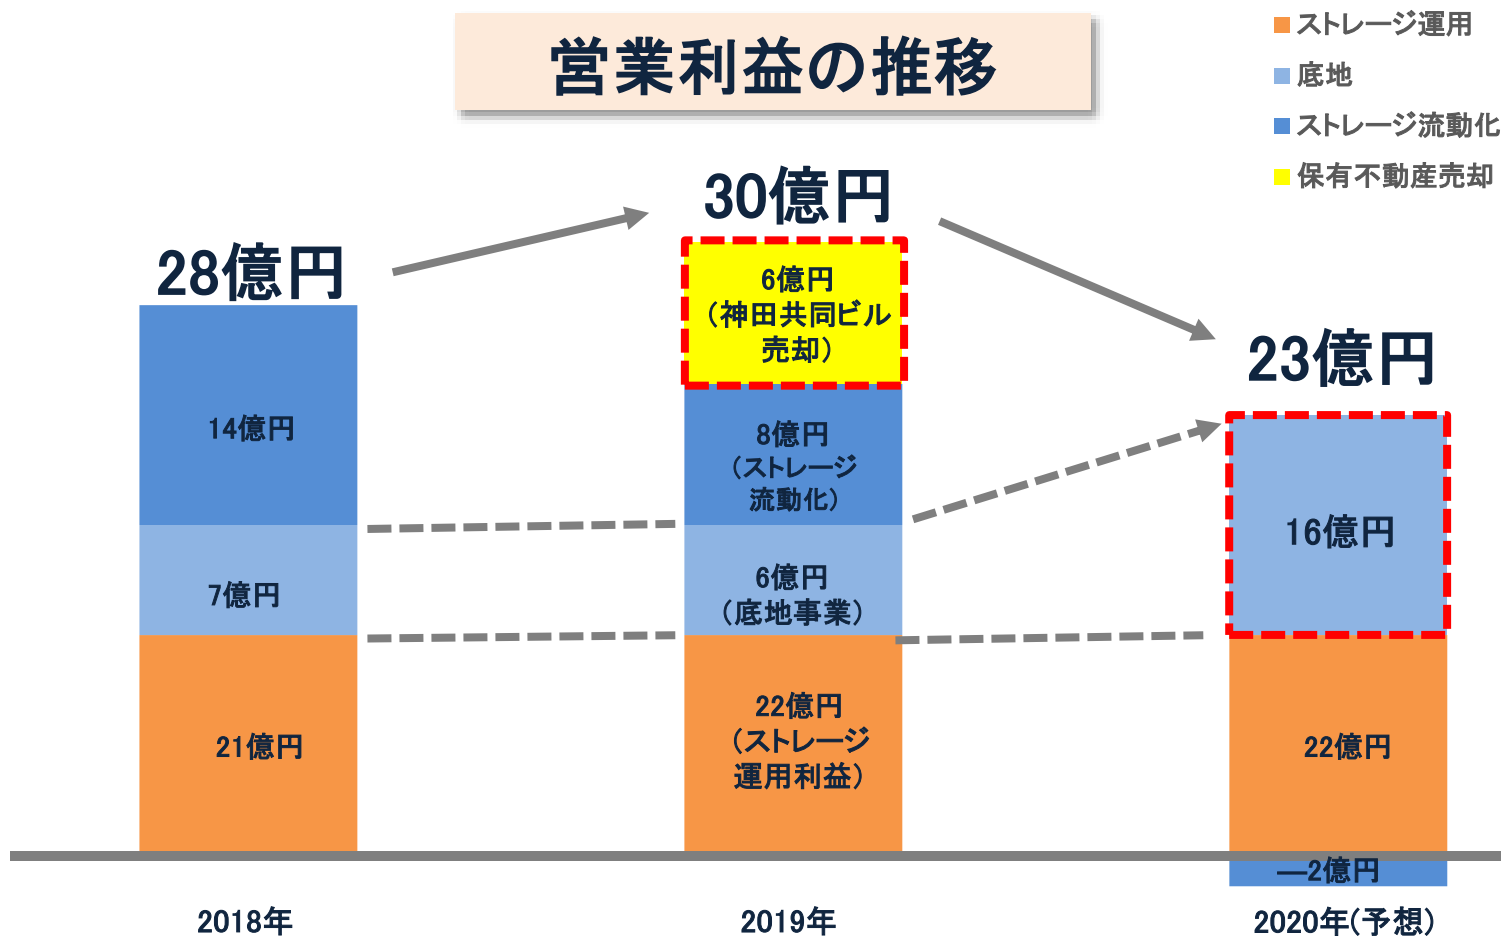 営業利益の推移
ストレージ運用
底地
ストレージ流動化
保有不動産売却
28億円
30億円
23億円
14億円
7億円
21億円
6億円
（神田共同ビル
売却）
8億円
（ストレージ
流動化）
6億円
（底地事業）
22億円
（ストレージ
運用利益）
16億円
22億円
―2億円
2018年
2019年
2020年(予想)